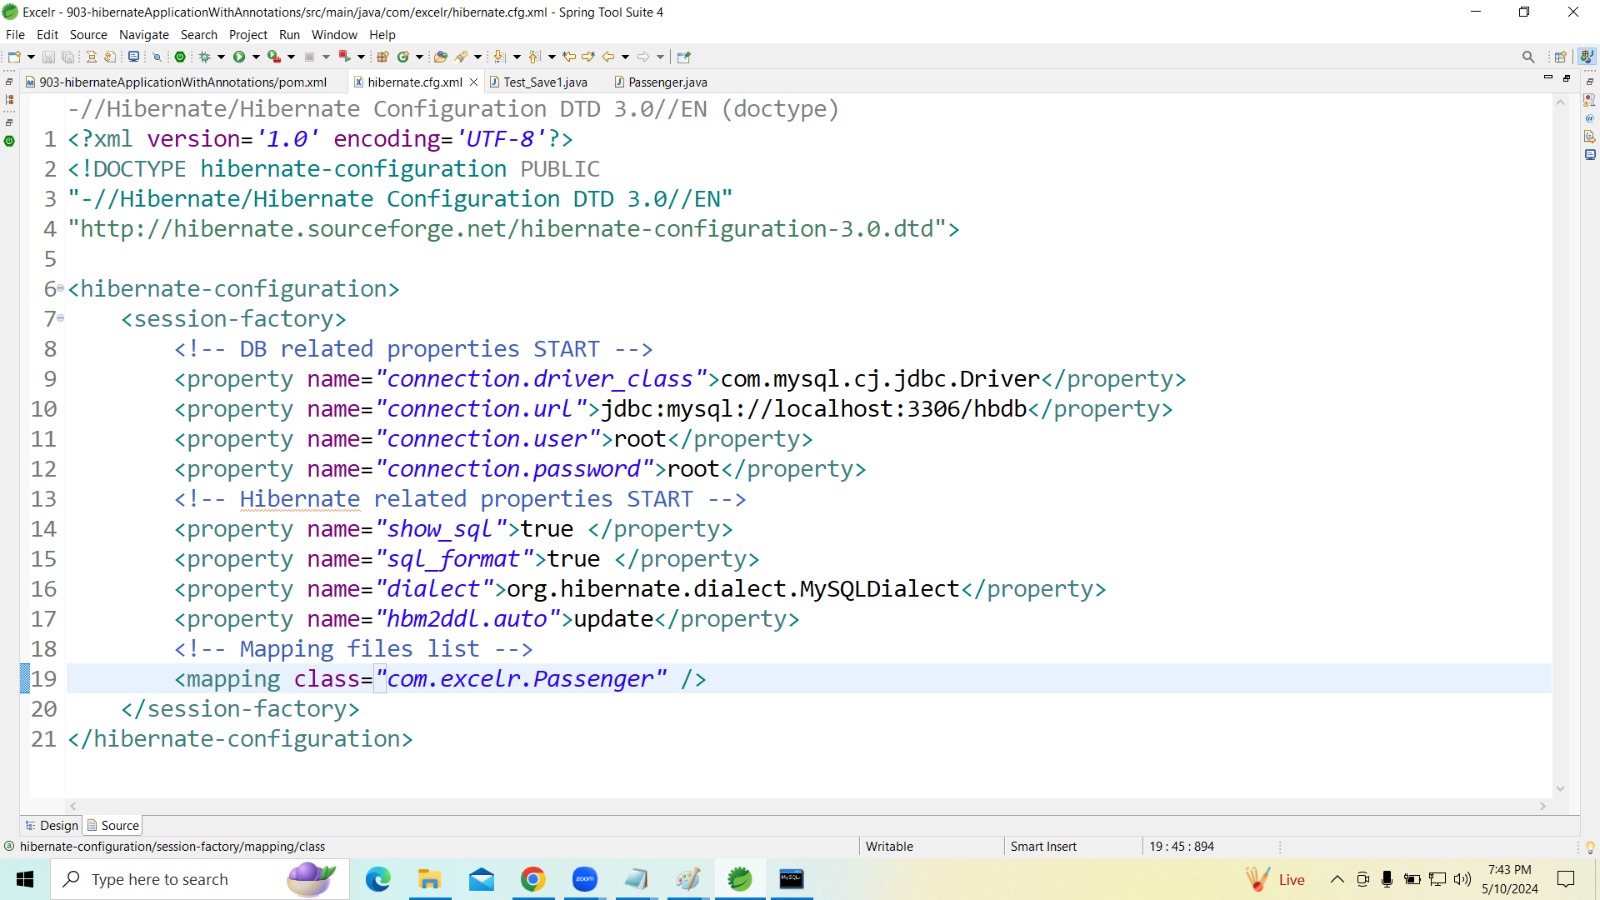 Excelr - 903-hibernateApplicationWithAnnotations/src/main/java/com/excelr/hibernate.cfg.xml - Spring Tool Suite 4
File Edit Source Navigate Search Project Run Window Help
903-hibernateApplicationWithAnnotations/pom.xml hibernate.cfg.xml Test_Save1.java Passenger.java
-//Hibernate/Hibernate Configuration DTD 3.0//EN (doctype)
1 <?xml version='1.0' encoding='UTF-8'?>
2 <!DOCTYPE hibernate-configuration PUBLIC
3 "-//Hibernate/Hibernate Configuration DTD 3.0//EN"
4 "http://hibernate.sourceforge.net/hibernate-configuration-3.0.dtd">
5
6 <hibernate-configuration>
7 <session-factory>
8 <!-- DB related properties START -->
9 <property name="connection.driver_class">com.mysql.cj.jdbc.Driver</property>
10 <property name="connection.url">jdbc:mysql://localhost:3306/hbdb</property>
11 <property name="connection.user">root</property>
12 <property name="connection.password">root</property>
13 <!-- Hibernate related properties START -->
14 <property name="show_sql">true </property>
15 <property name="sql_format">true </property>
16 <property name="dialect">org.hibernate.dialect.MySQLDialect</property>
17 <property name="hbm2ddl.auto">update</property>
18 <!-- Mapping files list -->
19 <mapping class="com.excelr.Passenger" />
20 </session-factory>
21 </hibernate-configuration>
Design Source
hibernate-configuration/session-factory/mapping/class Writable Smart Insert 19 : 45 : 894
Type here to search zoom MySQL Live 7:43 PM
5/10/2024